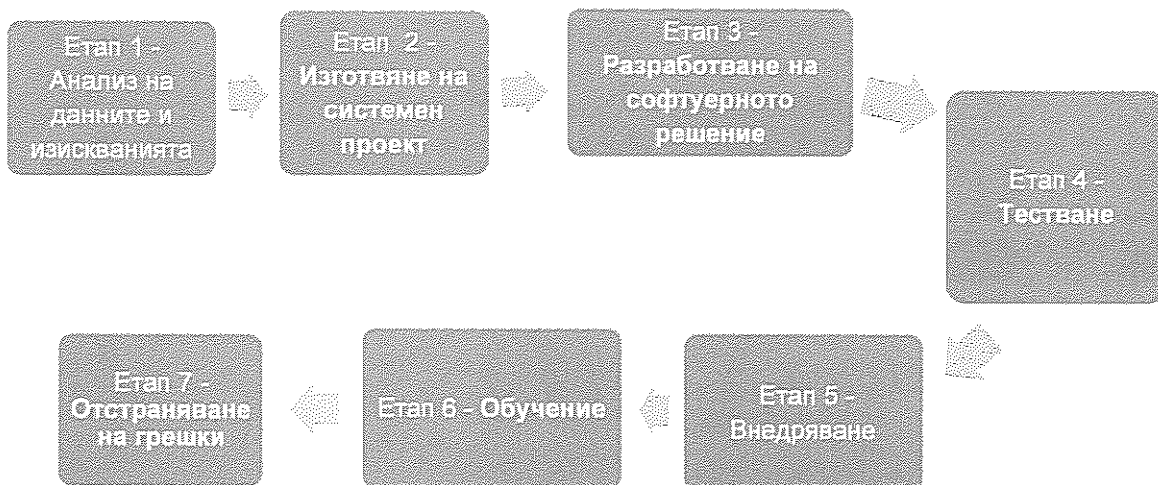 Етап 1 -
Анализ на
данните и
изискванията
Етап 2 -
Изготвяне на
системен
проект
Етап 3 -
Разработване на
софтуерното
решение
Етап 4 -
Тестване
Етап 5 -
Внедряване
Етап 6 - Обучение
Етап 7 -
Отстраняване
на грешки